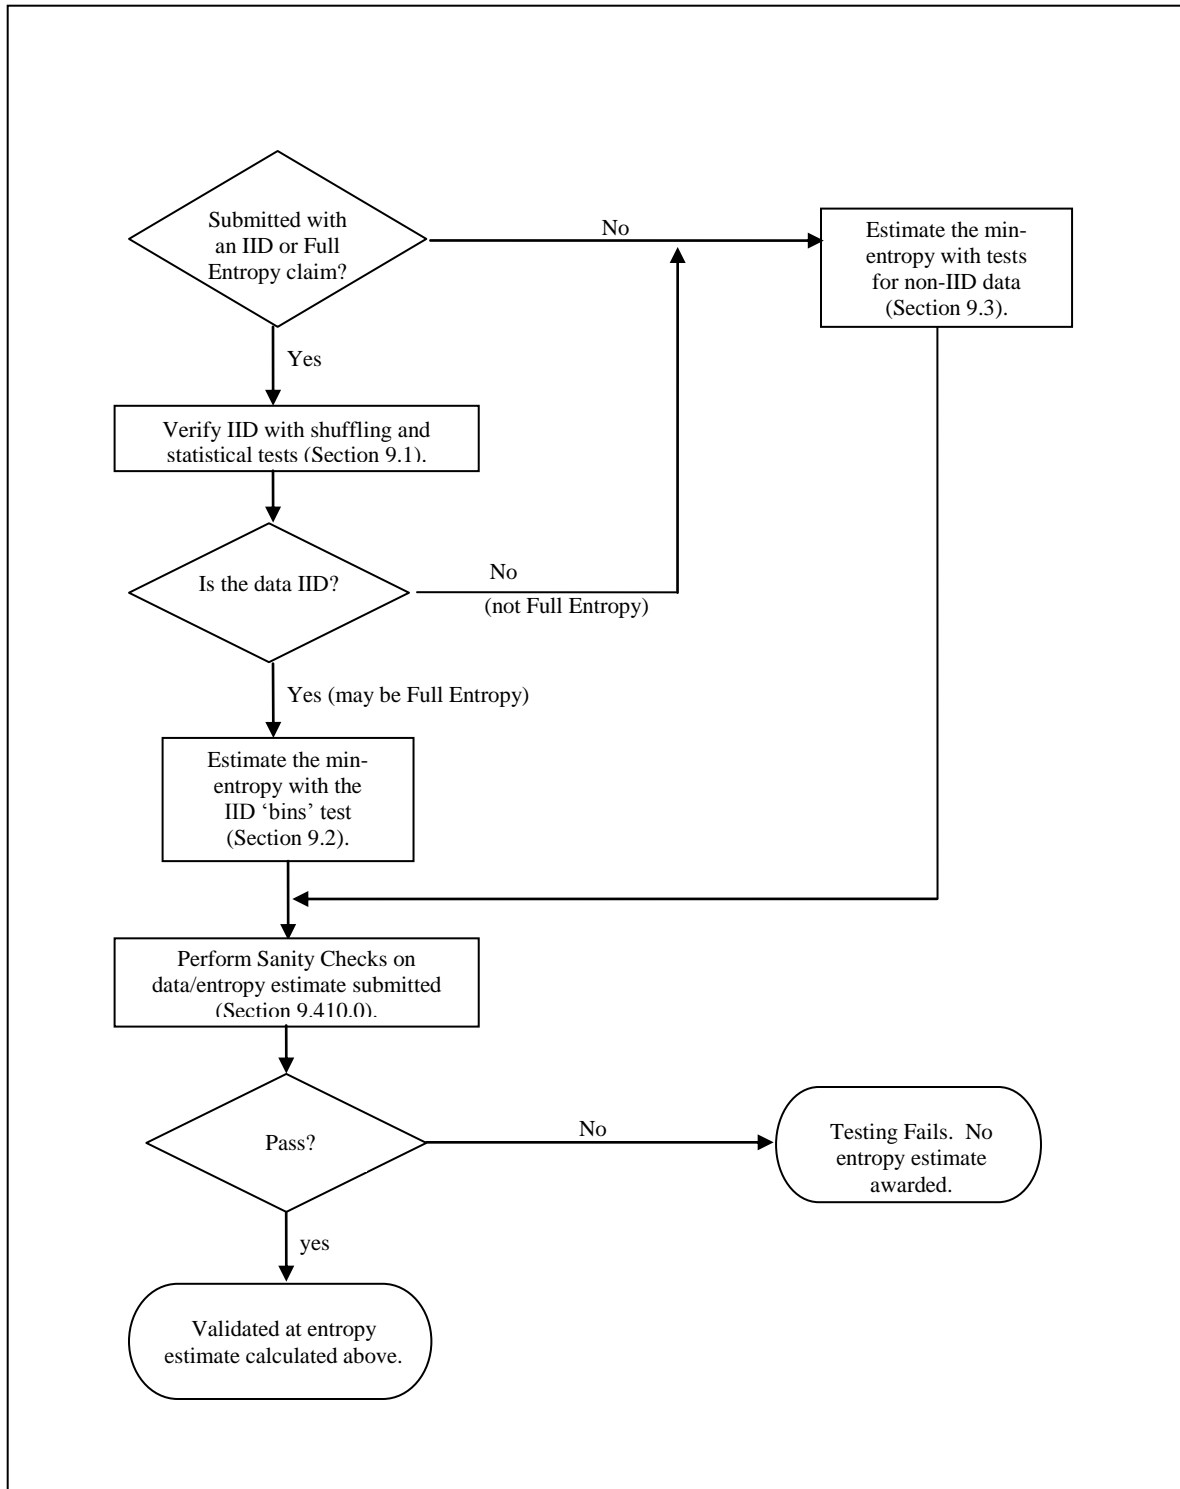 Submitted with
an IID or Full
Entropy claim?
No
Estimate the min-
entropy with tests
for non-IID data
(Section 9.3).
Yes
Verify IID with shuffling and
statistical tests (Section 9.1).
Is the data IID?
No
(not Full Entropy)
Yes (may be Full Entropy)
Estimate the min-
entropy with the
IID ‘bins’ test
(Section 9.2).
Perform Sanity Checks on
data/entropy estimate submitted
(Section 9.410.0).
Pass?
No
Testing Fails.  No
entropy estimate
awarded.
yes
Validated at entropy
estimate calculated above.